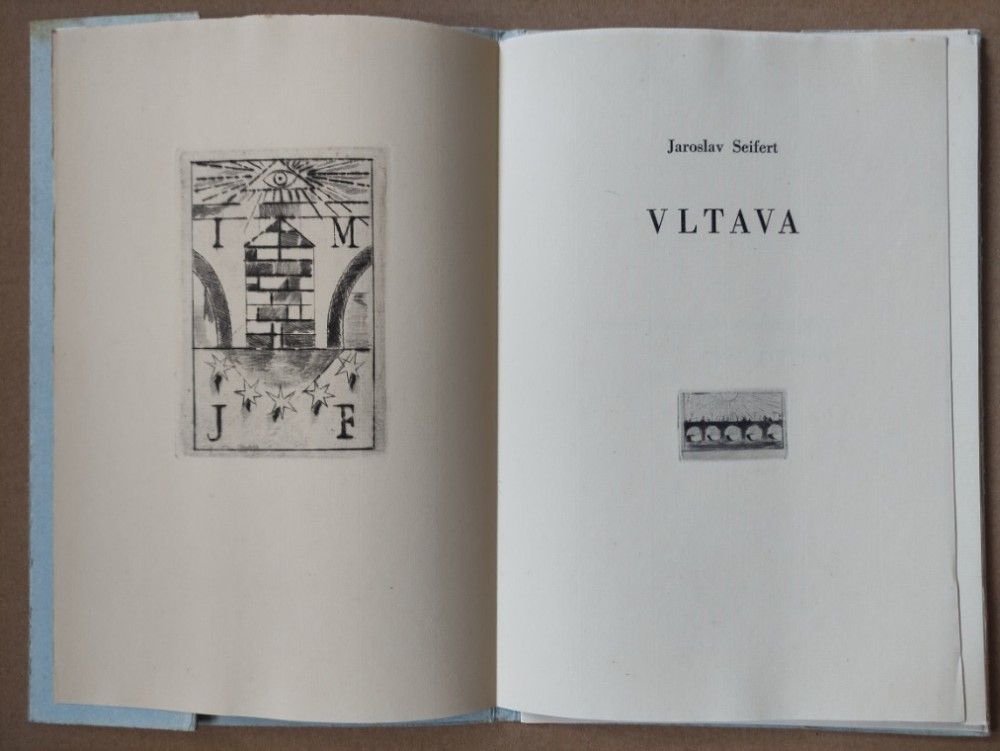 I M
J F
Jaroslav Seifert
VLTAVA